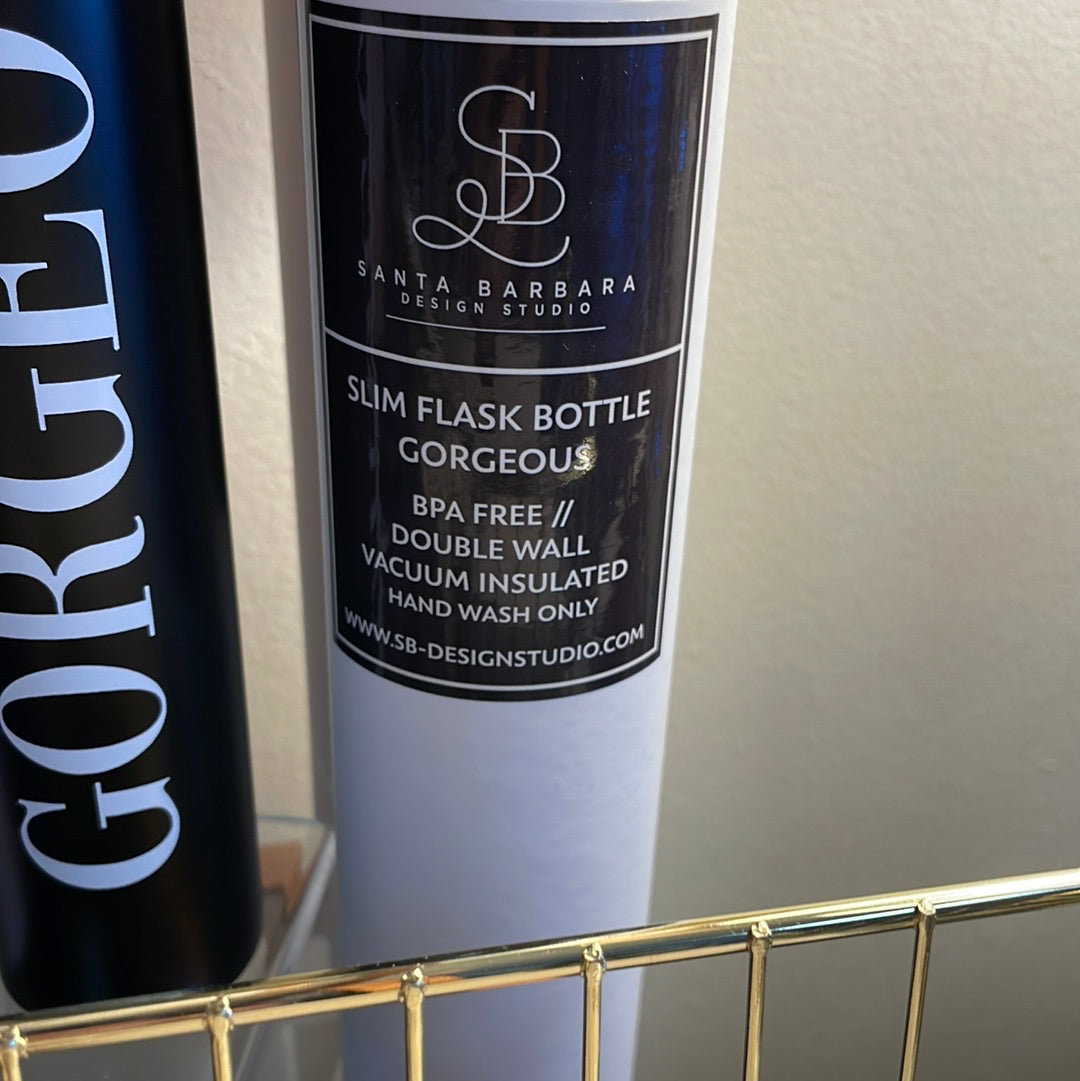 GORGEO
SB
SANTA BARBARA
DESIGN STUDIO
SLIM FLASK BOTTLE
GORGEOUS
BPA FREE //
DOUBLE WALL
VACUUM INSULATED
HAND WASH ONLY
WWW.SB-DESIGNSTUDIO.COM